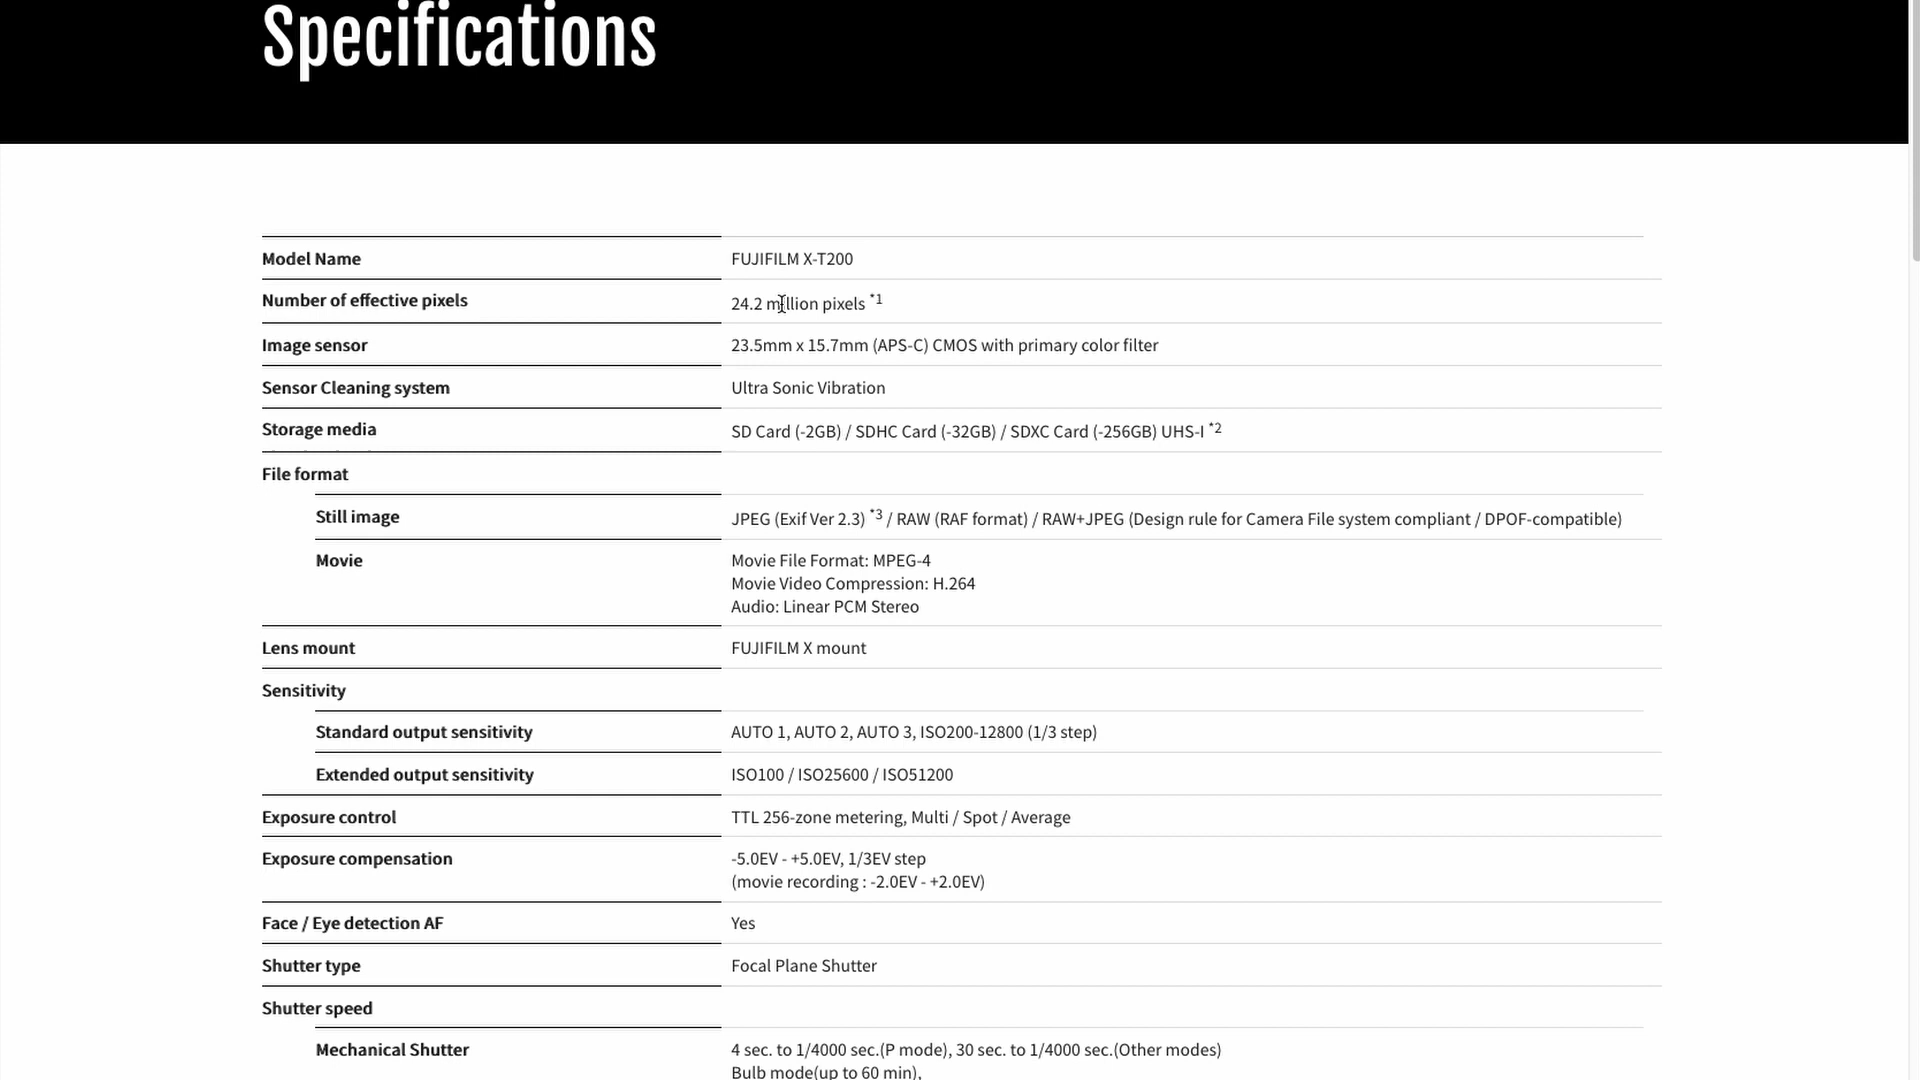 Specifications
Model Name FUJIFILM X-T200
Number of effective pixels 24.2 million pixels *1
Image sensor 23.5mm x 15.7mm (APS-C) CMOS with primary color filter
Sensor Cleaning system Ultra Sonic Vibration
Storage media SD Card (-2GB) / SDHC Card (-32GB) / SDXC Card (-256GB) UHS-I *2
File format
Still image JPEG (Exif Ver 2.3) *3 / RAW (RAF format) / RAW+JPEG (Design rule for Camera File system compliant / DPOF-compatible)
Movie Movie File Format: MPEG-4
Movie Video Compression: H.264
Audio: Linear PCM Stereo
Lens mount FUJIFILM X mount
Sensitivity
Standard output sensitivity AUTO 1, AUTO 2, AUTO 3, ISO200-12800 (1/3 step)
Extended output sensitivity ISO100 / ISO25600 / ISO51200
Exposure control TTL 256-zone metering, Multi / Spot / Average
Exposure compensation -5.0EV - +5.0EV, 1/3EV step
(movie recording : -2.0EV - +2.0EV)
Face / Eye detection AF Yes
Shutter type Focal Plane Shutter
Shutter speed
Mechanical Shutter 4 sec. to 1/4000 sec.(P mode), 30 sec. to 1/4000 sec.(Other modes)
Bulb mode(up to 60 min),